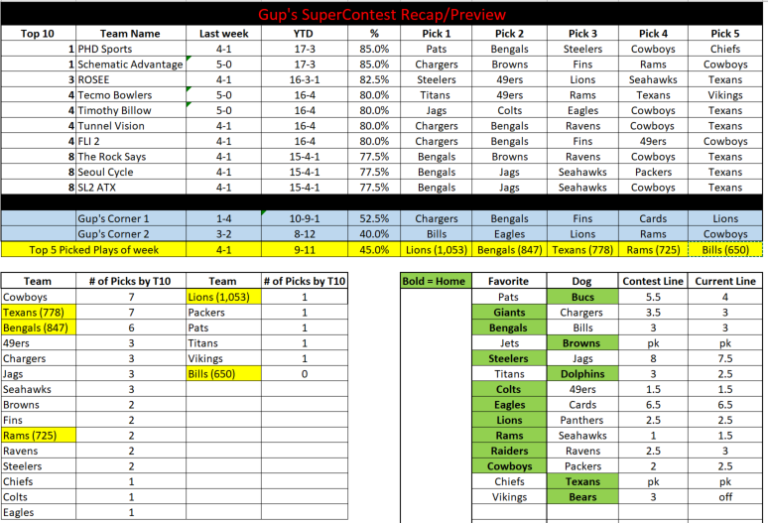 Gup's SuperContest Recap/Preview
Top 10 Team Name Last week YTD % Pick 1 Pick 2 Pick 3 Pick 4 Pick 5
1 PHD Sports 4-1 17-3 85.0% Pats Bengals Steelers Cowboys Chiefs
1 Schematic Advantage 5-0 17-3 85.0% Chargers Browns Fins Rams Cowboys
3 ROSEE 4-1 16-3-1 82.5% Steelers 49ers Lions Seahawks Texans
4 Tecmo Bowlers 5-0 16-4 80.0% Titans 49ers Rams Texans Vikings
4 Timothy Billow 5-0 16-4 80.0% Jags Colts Eagles Cowboys Texans
4 Tunnel Vision 4-1 16-4 80.0% Chargers Bengals Ravens Cowboys Texans
4 FLI 2 4-1 16-4 80.0% Chargers Bengals Fins 49ers Cowboys
8 The Rock Says 4-1 15-4-1 77.5% Bengals Browns Ravens Cowboys Texans
8 Seoul Cycle 4-1 15-4-1 77.5% Bengals Jags Seahawks Packers Texans
8 SL2 ATX 4-1 15-4-1 77.5% Bengals Jags Seahawks Cowboys Texans
Gup's Corner 1 1-4 10-9-1 52.5% Chargers Bengals Fins Cards Lions
Gup's Corner 2 3-2 8-12 40.0% Bills Eagles Lions Rams Cowboys
Top 5 Picked Plays of week 4-1 9-11 45.0% Lions (1,053) Bengals (847) Texans (778) Rams (725) Bills (650)
Team # of Picks by T10 Team # of Picks by T10
Cowboys 7 Lions (1,053) 1
Texans (778) 7 Packers 1
Bengals (847) 6 Pats 1
49ers 3 Titans 1
Chargers 3 Vikings 1
Jags 3 Bills (650) 0
Seahawks 3
Browns 2
Fins 2
Rams (725) 2
Ravens 2
Steelers 2
Chiefs 1
Colts 1
Eagles 1
Bold = Home Favorite Dog Contest Line Current Line
Pats Bucs 5.5 4
Giants Chargers 3.5 3
Bengals Bills 3 3
Jets Browns pk pk
Steelers Jags 8 7.5
Titans Dolphins 3 2.5
Colts 49ers 1.5 1.5
Eagles Cards 6.5 6.5
Lions Panthers 2.5 2.5
Rams Seahawks 1 1.5
Raiders Ravens 2.5 3
Cowboys Packers 2 2.5
Chiefs Texans pk pk
Vikings Bears 3 off